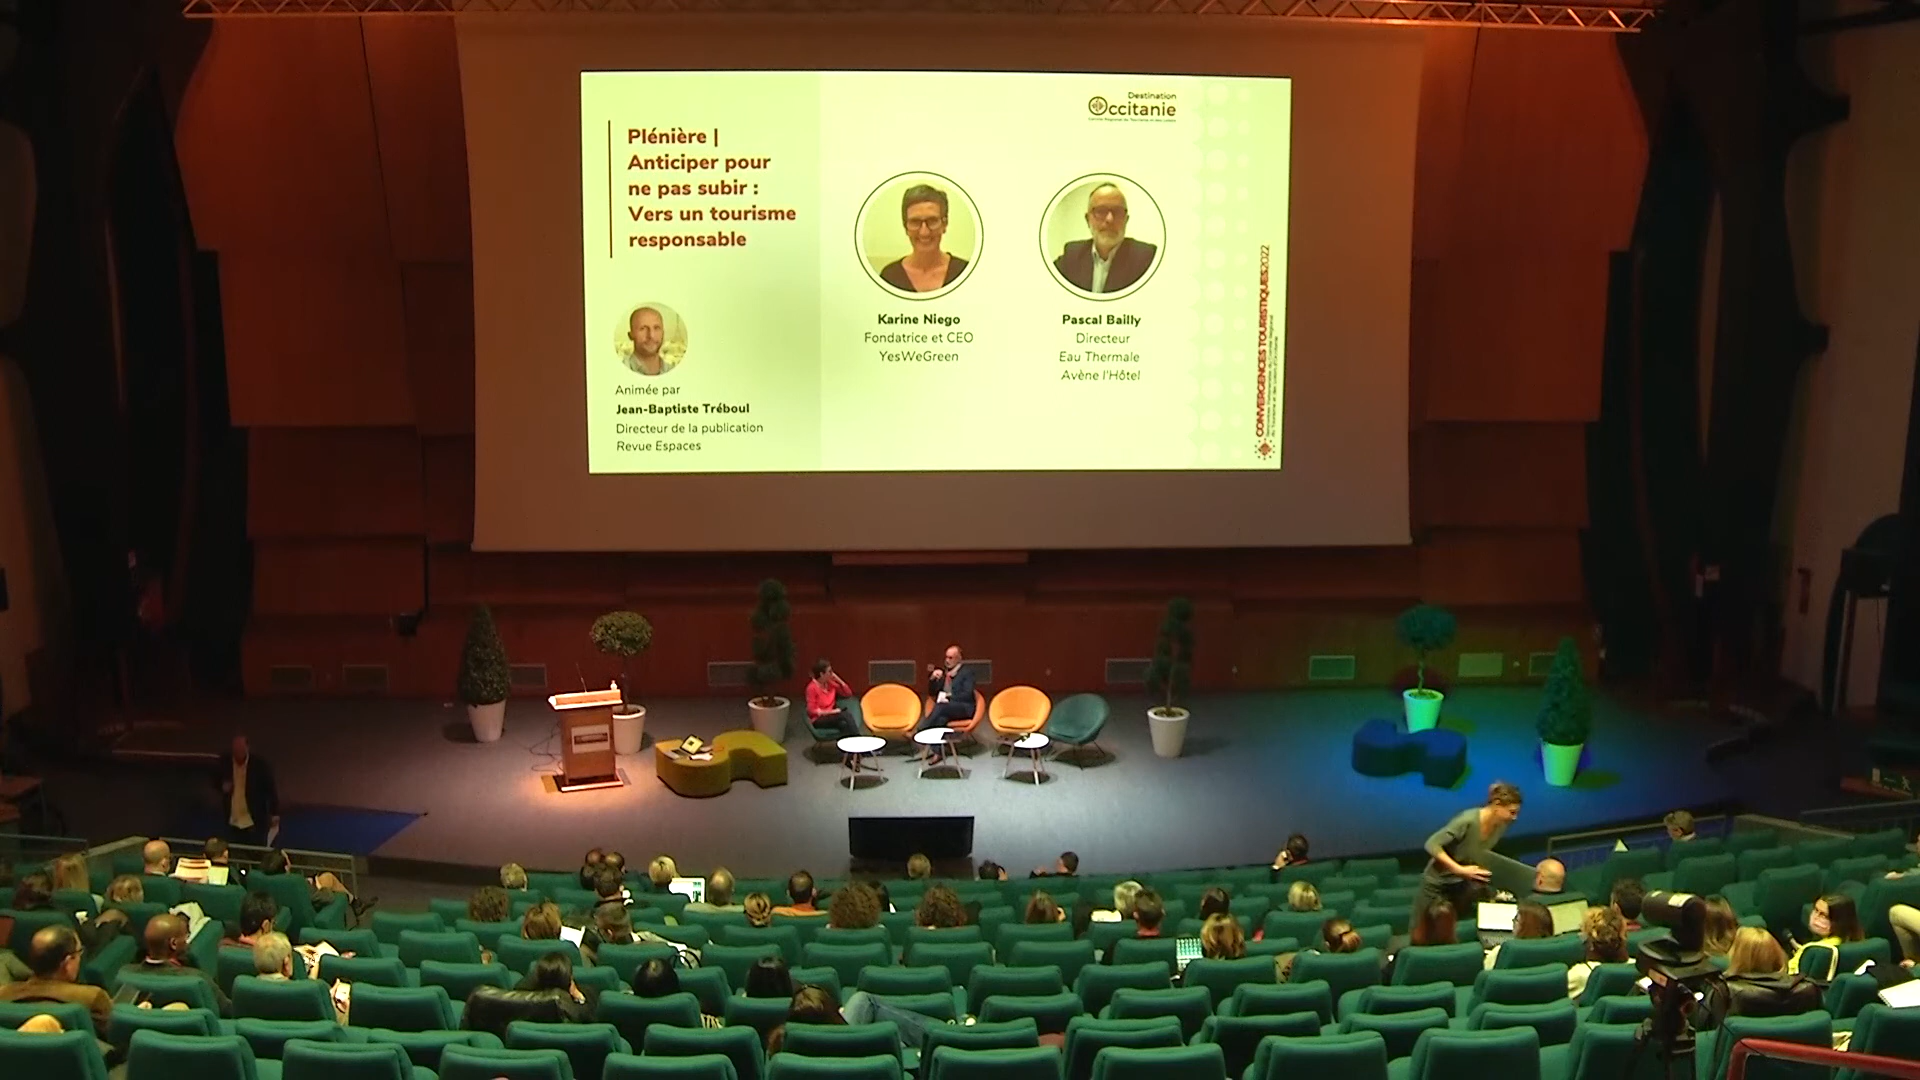 Destination
Occitanie
Plénière |
Anticiper pour
ne pas subir :
Vers un tourisme
responsable
Animée par
Jean-Baptiste Tréboul
Directeur de la publication
Revue Espaces
Karine Niego
Fondatrice et CEO
YesWeGreen
Pascal Bailly
Directeur
Eau Thermale
Avène l'Hôtel
CONVERGENCES TOURISTIQUES 2022